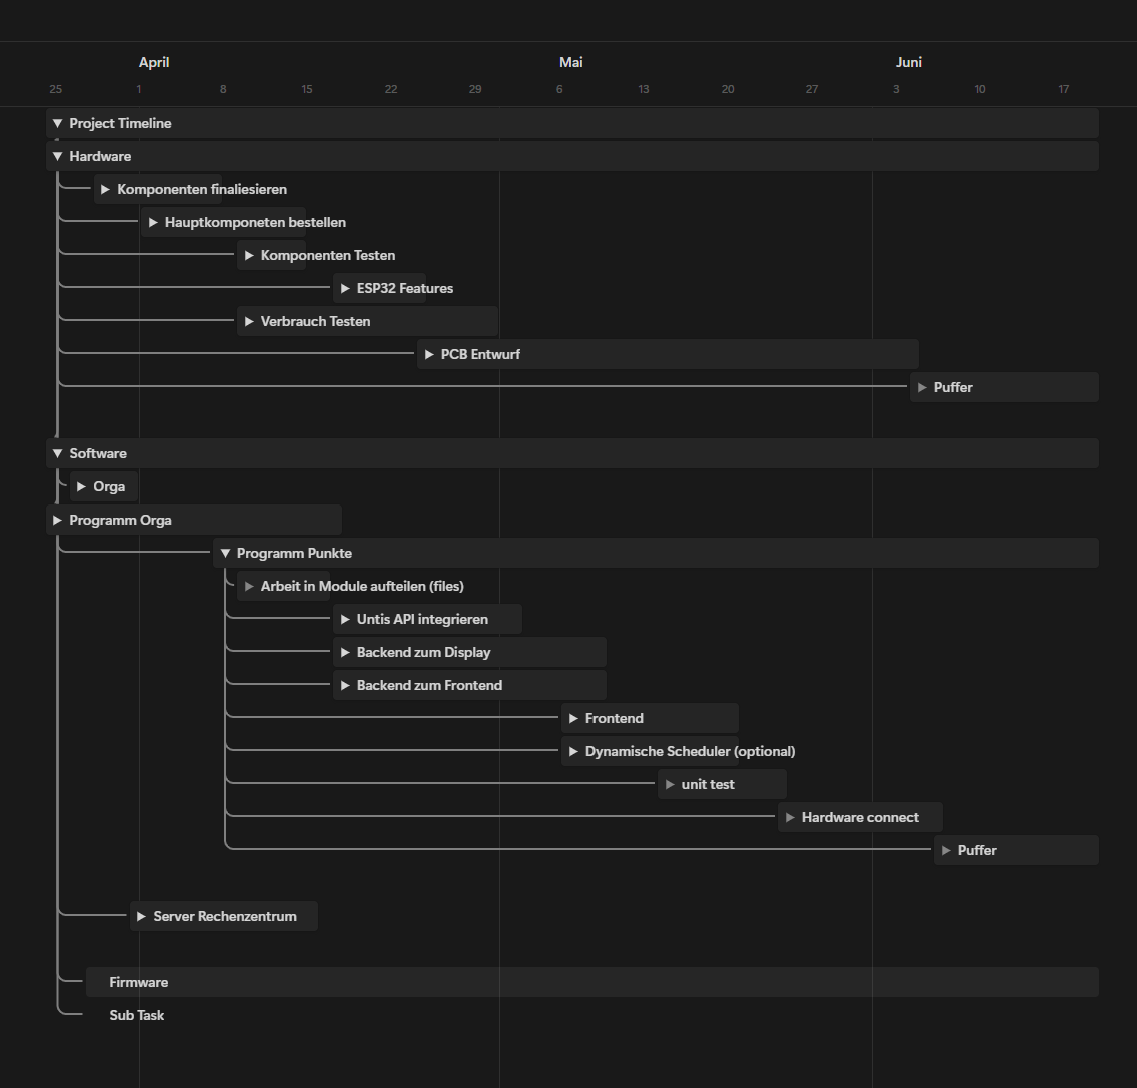 April Mai Juni
25 1 8 15 22 29 6 13 20 27 3 10 17
Project Timeline
Hardware
Komponenten finaliesieren
Hauptkomponeten bestellen
Komponenten Testen
ESP32 Features
Verbrauch Testen
PCB Entwurf
Puffer
Software
Orga
Programm Orga
Programm Punkte
Arbeit in Module aufteilen (files)
Untis API integrieren
Backend zum Display
Backend zum Frontend
Frontend
Dynamische Scheduler (optional)
unit test
Hardware connect
Puffer
Server Rechenzentrum
Firmware
Sub Task